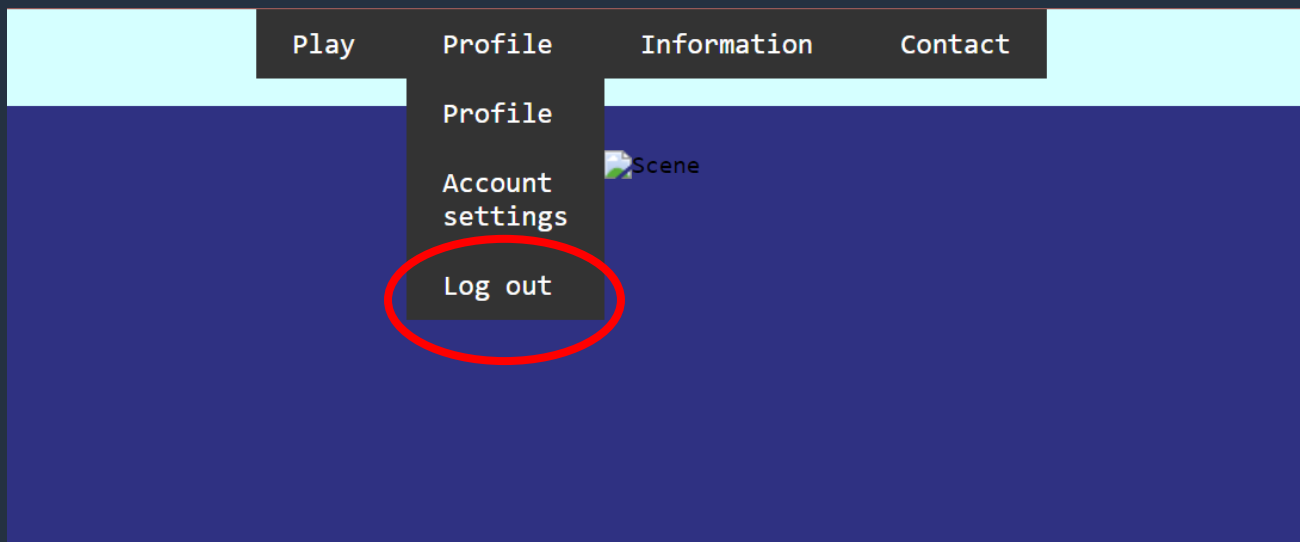 Play Profile Information Contact
Profile
Scene
Account
settings
Log out